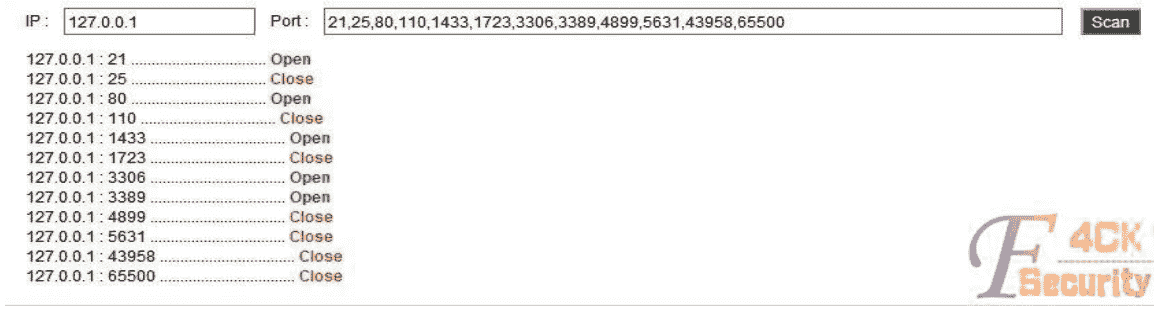 IP : 127.0.0.1 Port : 21,25,80,110,1433,1723,3306,3389,4899,5631,43958,65500 Scan
127.0.0.1 : 21 .................................. Open
127.0.0.1 : 25 .................................. Close
127.0.0.1 : 80 .................................. Open
127.0.0.1 : 110 .................................. Close
127.0.0.1 : 1433 .................................. Open
127.0.0.1 : 1723 .................................. Close
127.0.0.1 : 3306 .................................. Open
127.0.0.1 : 3389 .................................. Open
127.0.0.1 : 4899 .................................. Close
127.0.0.1 : 5631 .................................. Close
127.0.0.1 : 43958 .................................. Close
127.0.0.1 : 65500 .................................. Close
F4CK
Security